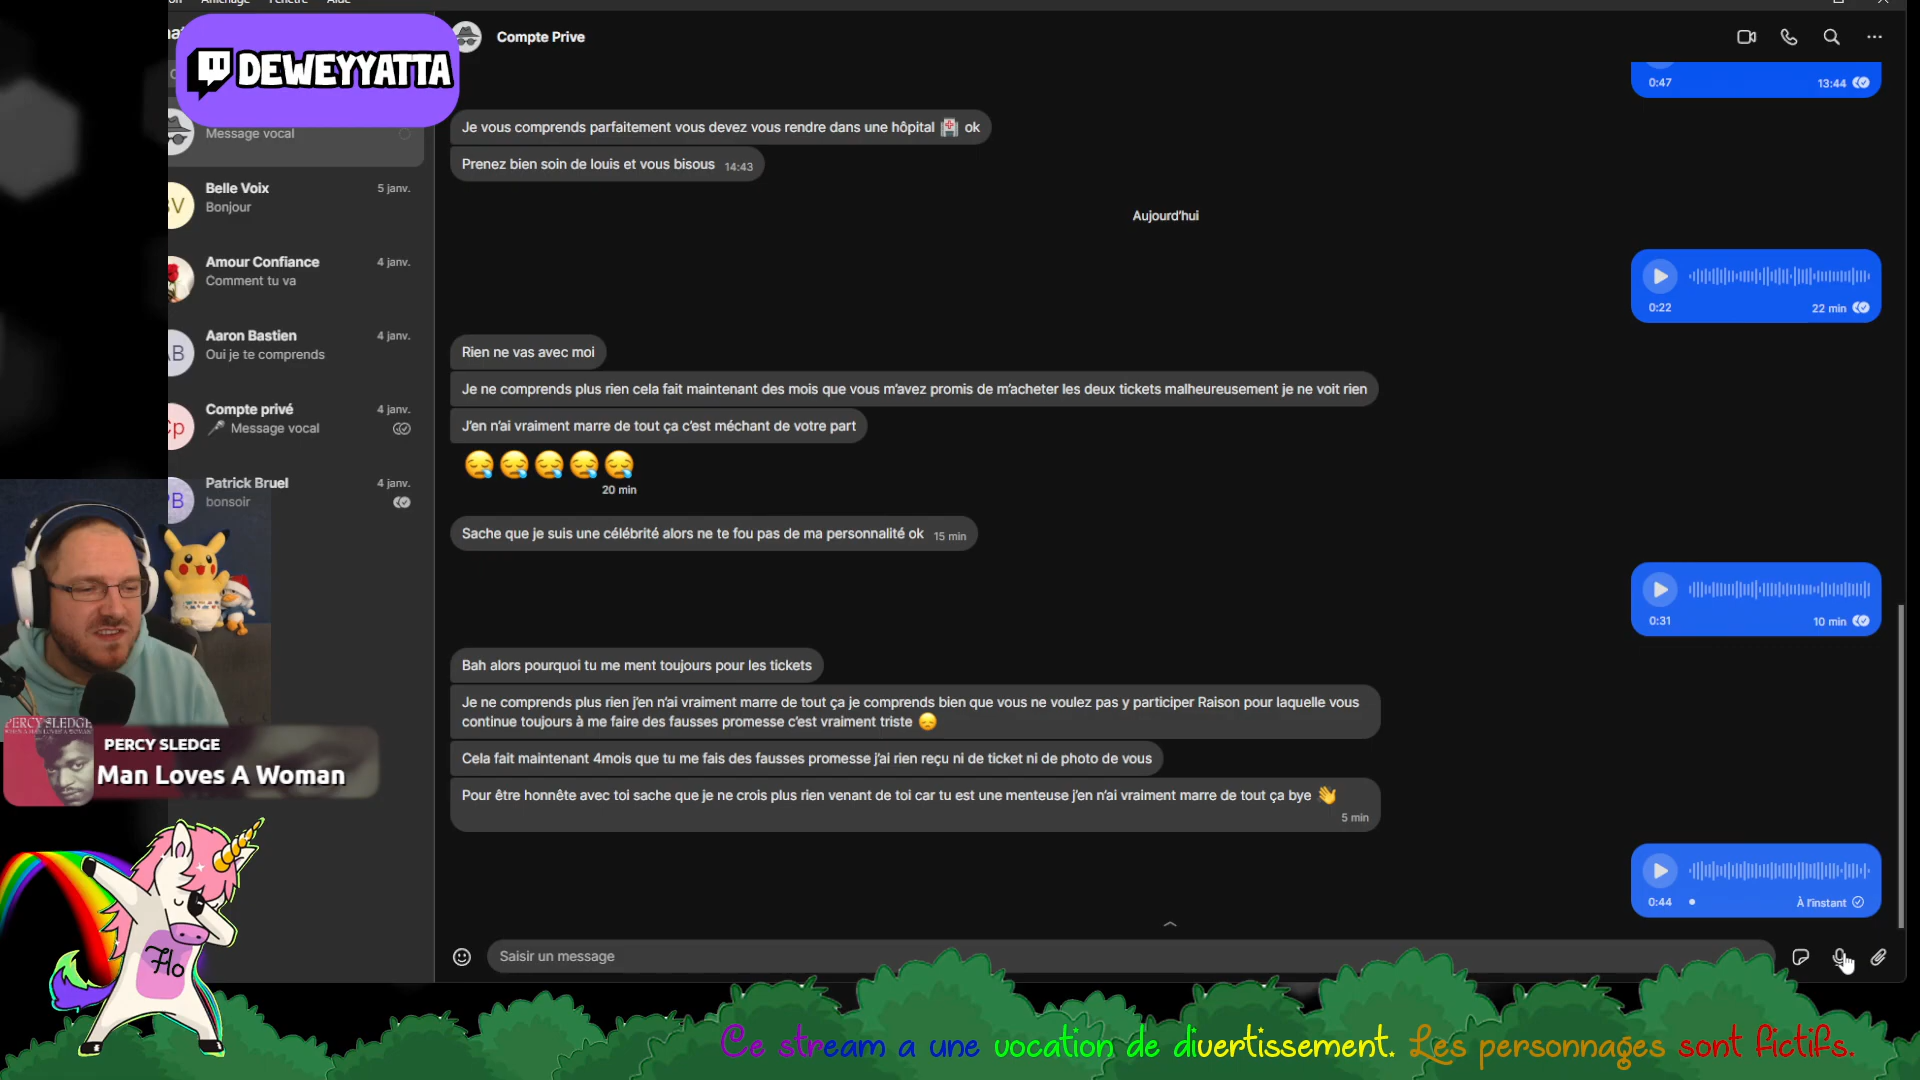 Affichage
Fenêtre
Aide
DEWEYYATTA
Message vocal
Belle Voix
5 janv.
Bonjour
Amour Confiance
4 janv.
Comment tu va
AB
Aaron Bastien
4 janv.
Oui je te comprends
Cp
Compte privé
4 janv.
Message vocal
PB
Patrick Bruel
4 janv.
bonsoir
Compte Prive
0:47
13:44
Je vous comprends parfaitement vous devez vous rendre dans une hôpital 🏥 ok
Prenez bien soin de louis et vous bisous 14:43
Aujourd'hui
0:22
22 min
Rien ne vas avec moi
Je ne comprends plus rien cela fait maintenant des mois que vous m'avez promis de m'acheter les deux tickets malheureusement je ne voit rien
J'en n'ai vraiment marre de tout ça c'est méchant de votre part
😪😪😪😪😪
20 min
Sache que je suis une célébrité alors ne te fou pas de ma personnalité ok 15 min
0:31
10 min
Bah alors pourquoi tu me ment toujours pour les tickets
Je ne comprends plus rien j'en n'ai vraiment marre de tout ça je comprends bien que vous ne voulez pas y participer Raison pour laquelle vous
continue toujours à me faire des fausses promesse c'est vraiment triste 😞
Cela fait maintenant 4mois que tu me fais des fausses promesse j'ai rien reçu ni de ticket ni de photo de vous
Pour être honnête avec toi sache que je ne crois plus rien venant de toi car tu est une menteuse j'en n'ai vraiment marre de tout ça bye 👋
5 min
0:44
À l'instant
Saisir un message
PERCY SLEDGE
PERCY SLEDGE
Man Loves A Woman
Flo
Ce stream a une vocation de divertissement. Les personnages sont fictifs.